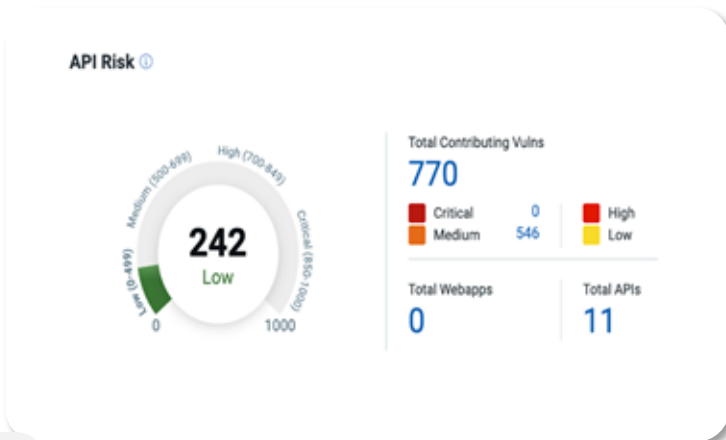 API Risk
Low (0-499)
Medium (500-699)
High (700-849)
Critical (850-1000)
242
Low
0
1000
Total Contributing Vulns
770
Critical 0
High
Medium 546
Low
Total Webapps
0
Total APIs
11